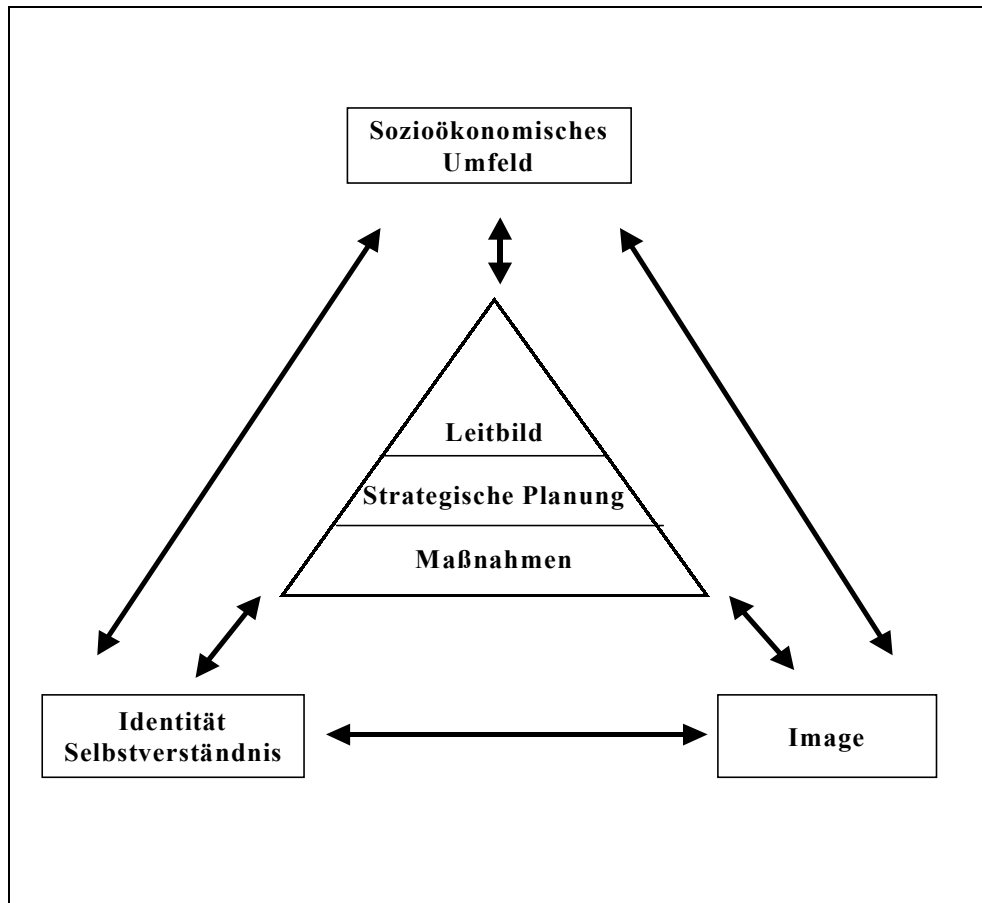 Sozioökonomisches
Umfeld
Leitbild
Strategische Planung
Maßnahmen
Identität
Selbstverständnis
Image